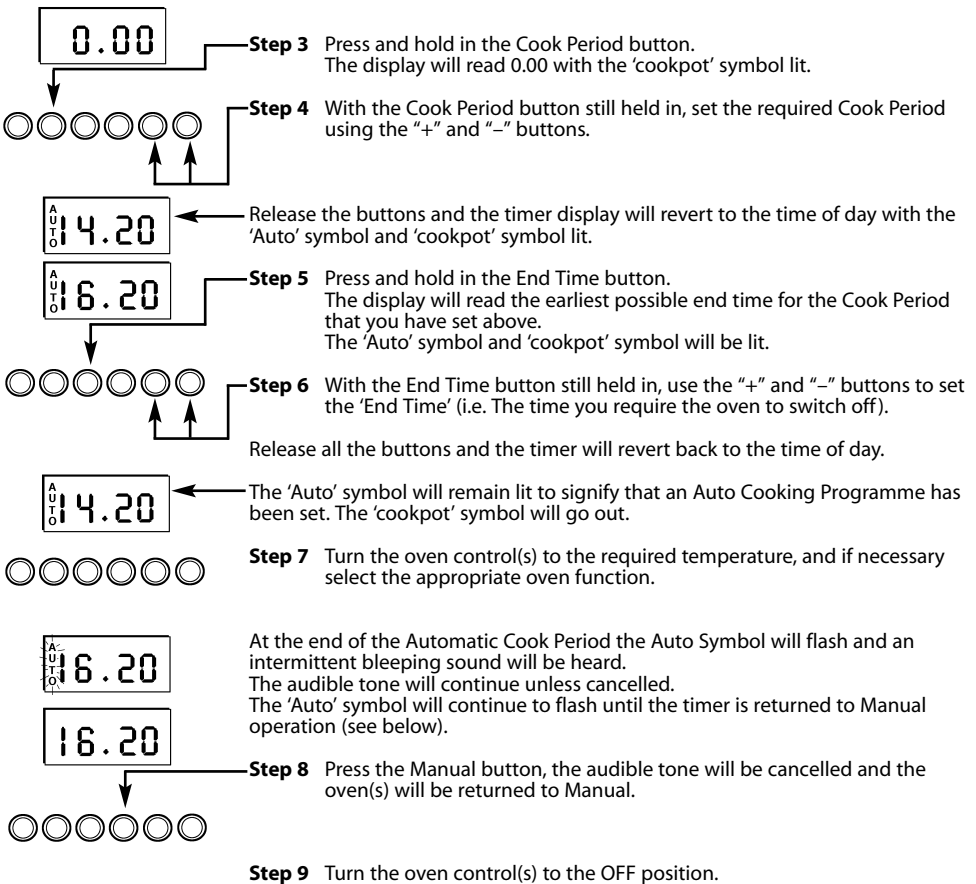 0.00
Step 3 Press and hold in the Cook Period button.
The display will read 0.00 with the ‘cookpot’ symbol lit.
Step 4 With the Cook Period button still held in, set the required Cook Period
using the “+” and “–” buttons.
AUTO 14.20
Release the buttons and the timer display will revert to the time of day with the
‘Auto’ symbol and ‘cookpot’ symbol lit.
AUTO 16.20
Step 5 Press and hold in the End Time button.
The display will read the earliest possible end time for the Cook Period
that you have set above.
The ‘Auto’ symbol and ‘cookpot’ symbol will be lit.
Step 6 With the End Time button still held in, use the “+” and “–” buttons to set
the ‘End Time’ (i.e. The time you require the oven to switch off).
Release all the buttons and the timer will revert back to the time of day.
AUTO 14.20
The ‘Auto’ symbol will remain lit to signify that an Auto Cooking Programme has
been set. The ‘cookpot’ symbol will go out.
Step 7 Turn the oven control(s) to the required temperature, and if necessary
select the appropriate oven function.
AUTO 16.20
At the end of the Automatic Cook Period the Auto Symbol will flash and an
intermittent bleeping sound will be heard.
The audible tone will continue unless cancelled.
The ‘Auto’ symbol will continue to flash until the timer is returned to Manual
operation (see below).
16.20
Step 8 Press the Manual button, the audible tone will be cancelled and the
oven(s) will be returned to Manual.
Step 9 Turn the oven control(s) to the OFF position.